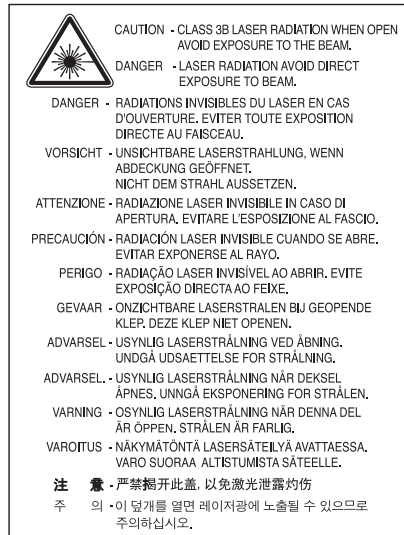 CAUTION - CLASS 3B LASER RADIATION WHEN OPEN
AVOID EXPOSURE TO THE BEAM.
DANGER - LASER RADIATION AVOID DIRECT
EXPOSURE TO BEAM.
DANGER - RADIATIONS INVISIBLES DU LASER EN CAS
D'OUVERTURE. EVITER TOUTE EXPOSITION
DIRECTE AU FAISCEAU.
VORSICHT - UNSICHTBARE LASERSTRAHLUNG, WENN
ABDECKUNG GEÖFFNET.
NICHT DEM STRAHL AUSSETZEN.
ATTENZIONE - RADIAZIONE LASER INVISIBILE IN CASO DI
APERTURA. EVITARE L'ESPOSIZIONE AL FASCIO.
PRECAUCIÓN - RADIACIÓN LASER INVISIBLE CUANDO SE ABRE.
EVITAR EXPONERSE AL RAYO.
PERIGO - RADIAÇÃO LASER INVISÍVEL AO ABRIR. EVITE
EXPOSIÇÃO DIRECTA AO FEIXE.
GEVAAR - ONZICHTBARE LASERSTRALEN BIJ GEOPENDE
KLEP. DEZE KLEP NIET OPENEN.
ADVARSEL - USYNLIG LASERSTRÅLNING VED ÅBNING.
UNDGÅ UDSAETTELSE FOR STRÅLNING.
ADVARSEL. - USYNLIG LASERSTRÅLNING NÅR DEKSEL
ÅPNES. UNNGÅ EKSPONERING FOR STRÅLEN.
VARNING - OSYNLIG LASERSTRÅLNING NÄR DENNA DEL
ÄR ÖPPEN. STRÅLEN ÄR FARLIG.
VAROITUS - NÄKYMÄTÖNTÄ LASERSÄTEILYÄ AVATTAESSA.
VARO SUORAA ALTISTUMISTA SÄTEELLE.
注 意 - 严禁揭开此盖, 以免激光泄露灼伤
주 의 - 이 덮개를 열면 레이저광에 노출될 수 있으므로
주의하십시오.